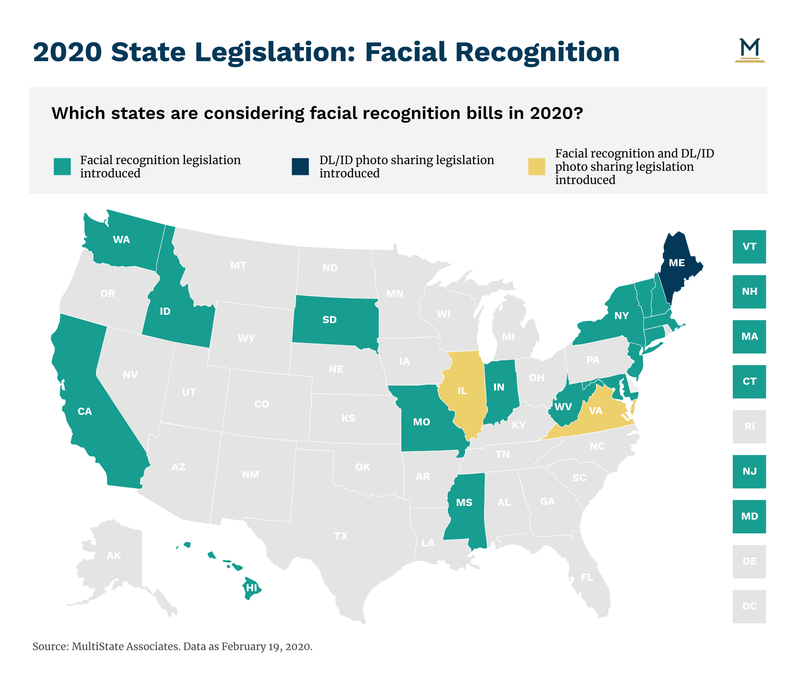 2020 State Legislation: Facial Recognition
M
Which states are considering facial recognition bills in 2020?
Facial recognition legislation
introduced
DL/ID photo sharing legislation
introduced
Facial recognition and DL/ID
photo sharing legislation
introduced
WA
MT
ND
MN
ME
VT
OR
ID
SD
WI
MI
NY
NH
WY
IA
PA
MA
NV
NE
IL
IN
OH
CT
UT
CO
KS
MO
KY
WV
VA
CA
RI
AZ
NM
OK
AR
TN
NC
NJ
SC
MS
AL
GA
MD
TX
LA
AK
HI
FL
DE
DC
Source: MultiState Associates. Data as February 19, 2020.